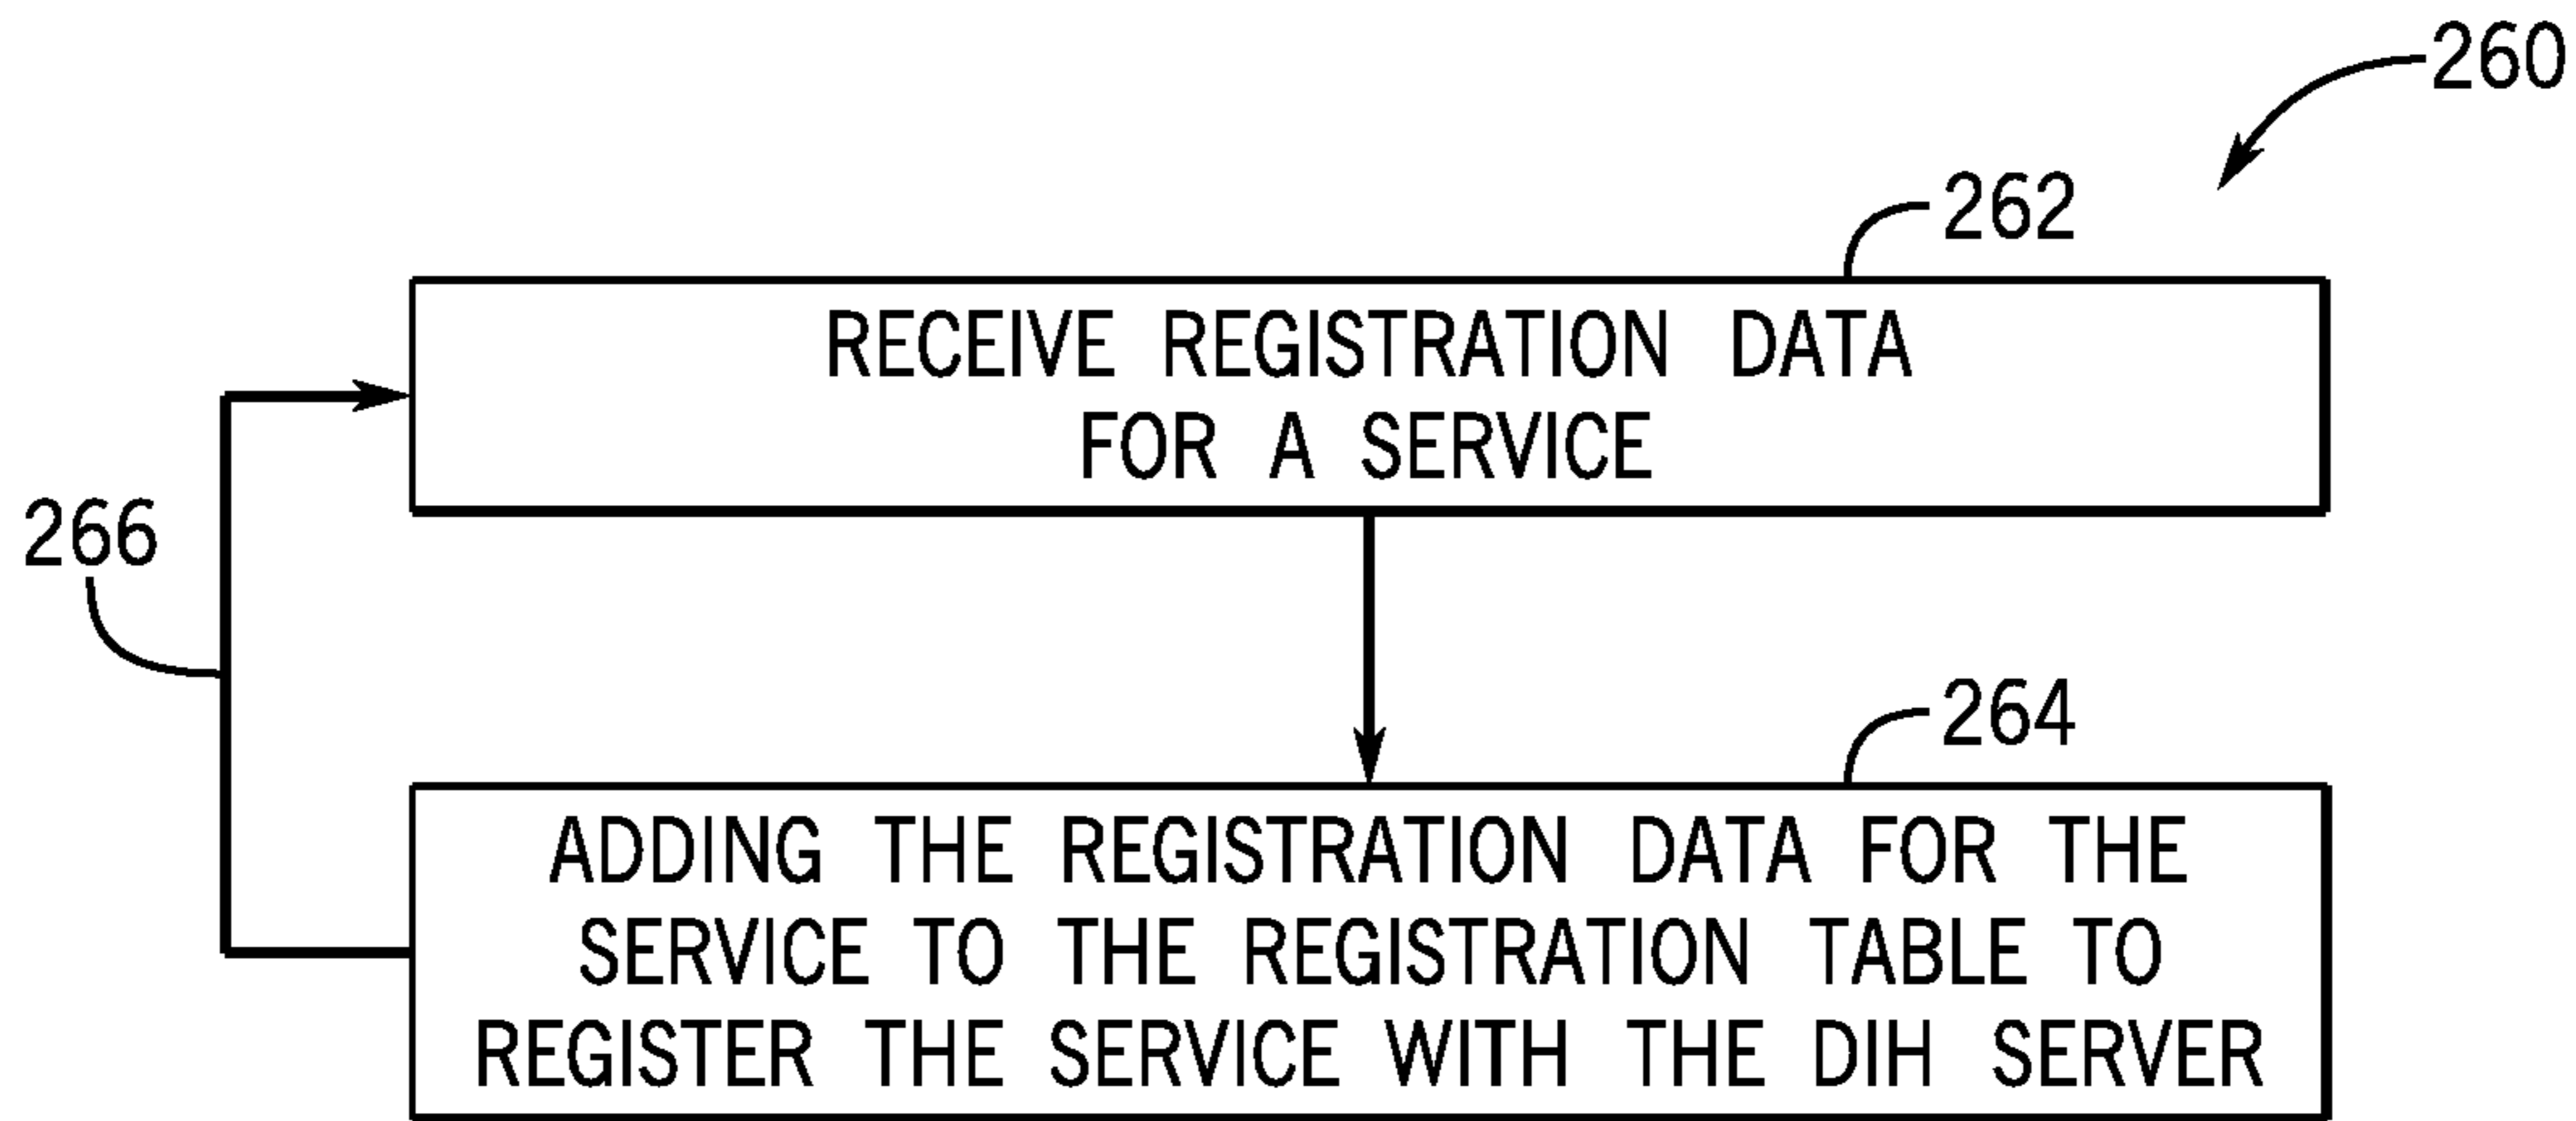 260
262
RECEIVE REGISTRATION DATA
FOR A SERVICE
266
264
ADDING THE REGISTRATION DATA FOR THE
SERVICE TO THE REGISTRATION TABLE TO
REGISTER THE SERVICE WITH THE DIH SERVER